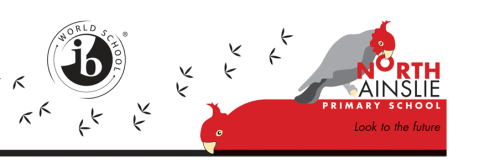 WORLD SCHOOL
ib
®
NORTH
AINSLIE
PRIMARY SCHOOL
Look to the future